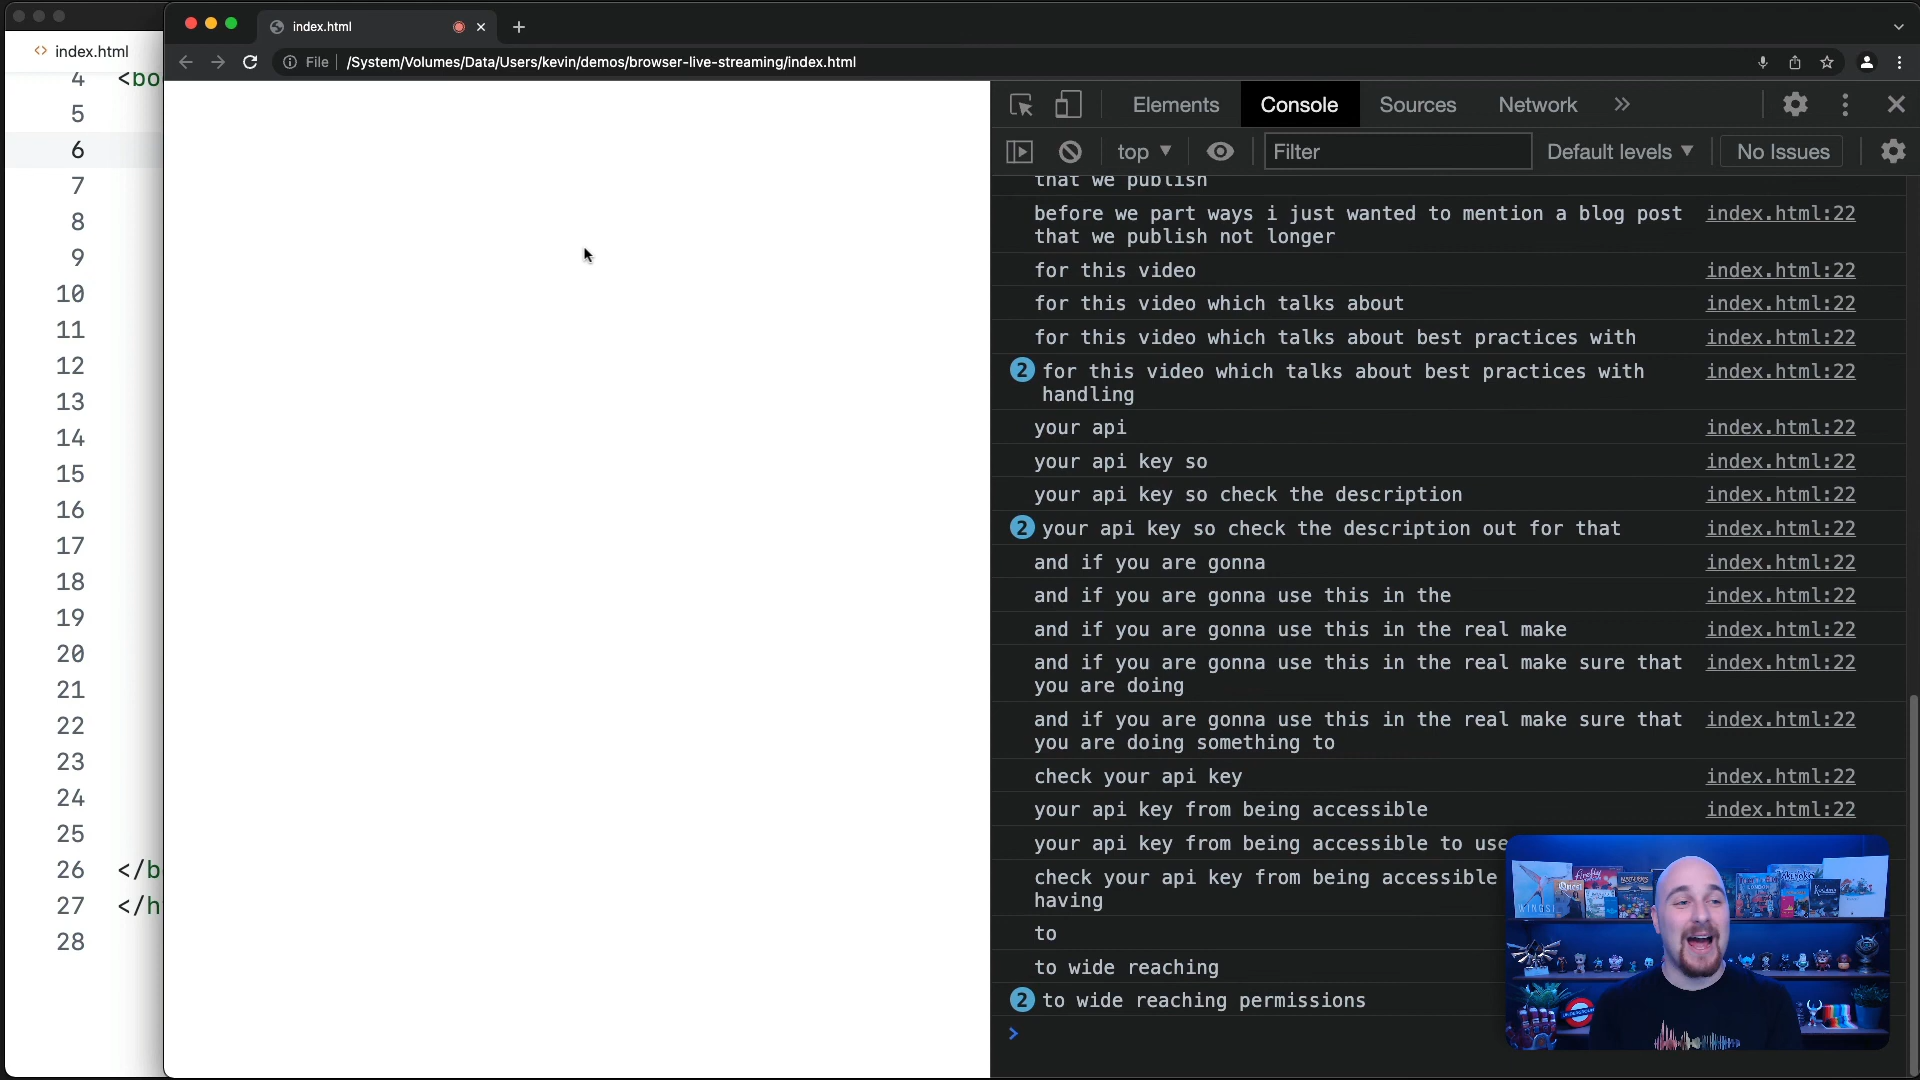 index.html
index.html
File
/System/Volumes/Data/Users/kevin/demos/browser-live-streaming/index.html
4 <bo
5
6
7
8
9
10
11
12
13
14
15
16
17
18
19
20
21
22
23
24
25
26 </b
27 </h
28
Elements Console Sources Network »
top ▼ Filter Default levels ▼ No Issues
that we publish
before we part ways i just wanted to mention a blog post index.html:22
that we publish not longer
for this video index.html:22
for this video which talks about index.html:22
for this video which talks about best practices with index.html:22
2 for this video which talks about best practices with index.html:22
handling
your api index.html:22
your api key so index.html:22
your api key so check the description index.html:22
2 your api key so check the description out for that index.html:22
and if you are gonna index.html:22
and if you are gonna use this in the index.html:22
and if you are gonna use this in the real make index.html:22
and if you are gonna use this in the real make sure that index.html:22
you are doing
and if you are gonna use this in the real make sure that index.html:22
you are doing something to
check your api key index.html:22
your api key from being accessible index.html:22
your api key from being accessible to use
check your api key from being accessible
having
to
to wide reaching
2 to wide reaching permissions
>
WINGS
Quest